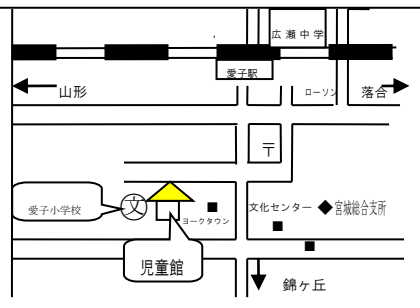 広瀬中学
愛子駅
山形
ローソン
落合
〒
愛子小学校
文
ヨークタウン
文化センター
宮城総合支所
児童館
錦ヶ丘